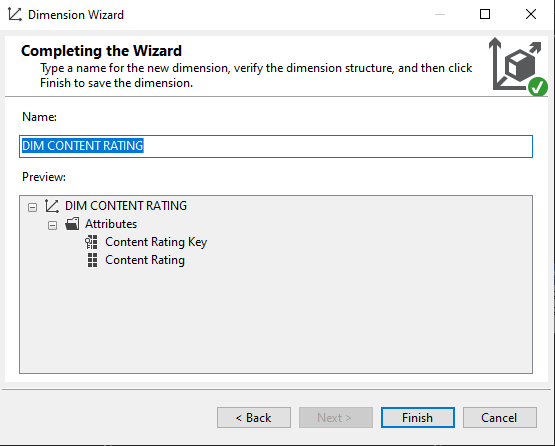 Dimension Wizard
Completing the Wizard
Type a name for the new dimension, verify the dimension structure, and then click
Finish to save the dimension.
Name:
DIM CONTENT RATING
Preview:
DIM CONTENT RATING
Attributes
Content Rating Key
Content Rating
< Back
Next >
Finish
Cancel